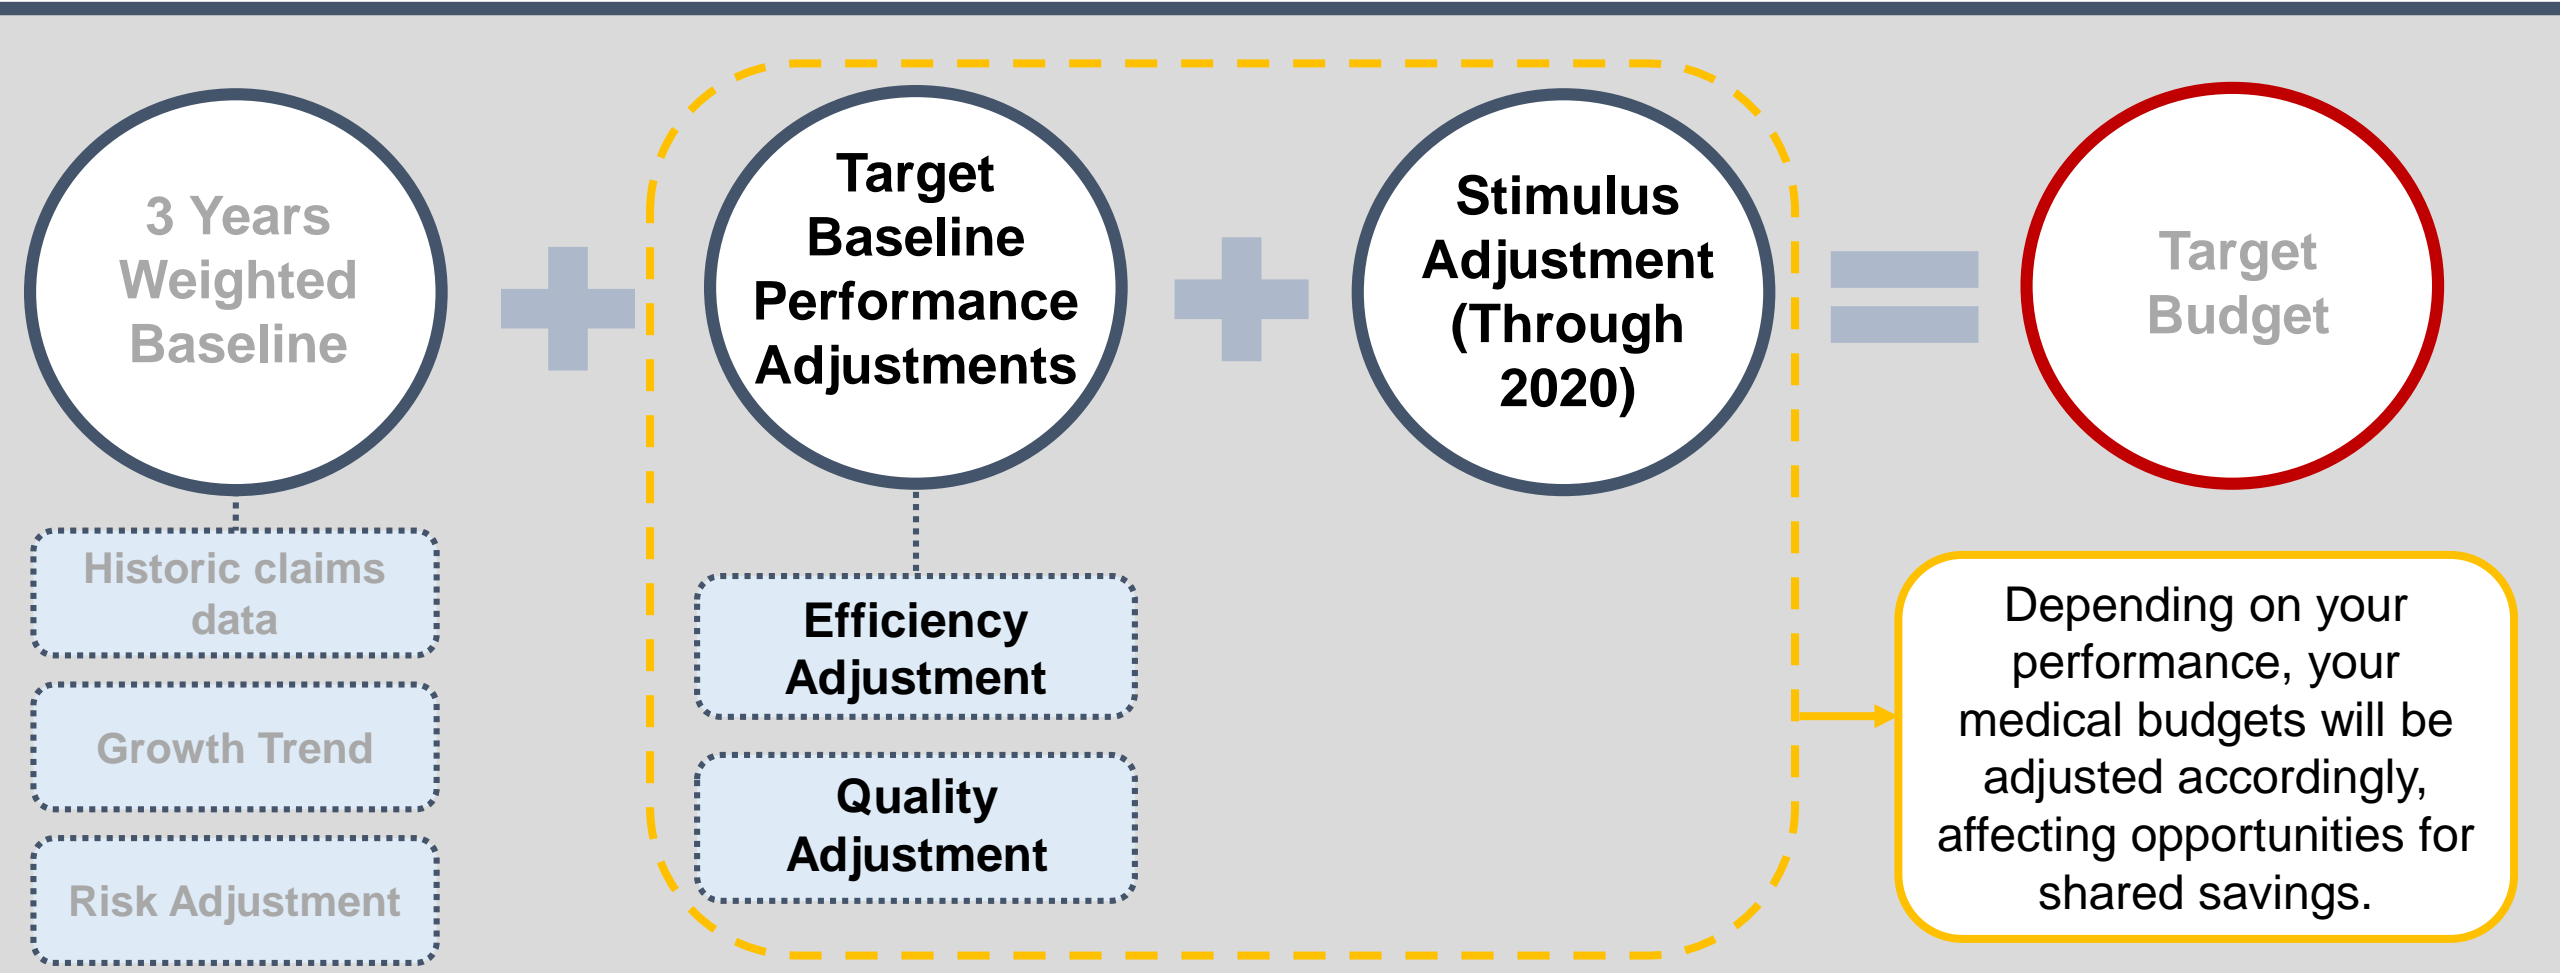 3 Years
Weighted
Baseline
Target
Baseline
Performance
Adjustments
Stimulus
Adjustment
(Through
2020)
Target
Budget
Historic claims
data
Growth Trend
Risk Adjustment
Efficiency
Adjustment
Quality
Adjustment
Depending on your
performance, your
medical budgets will be
adjusted accordingly,
affecting opportunities for
shared savings.